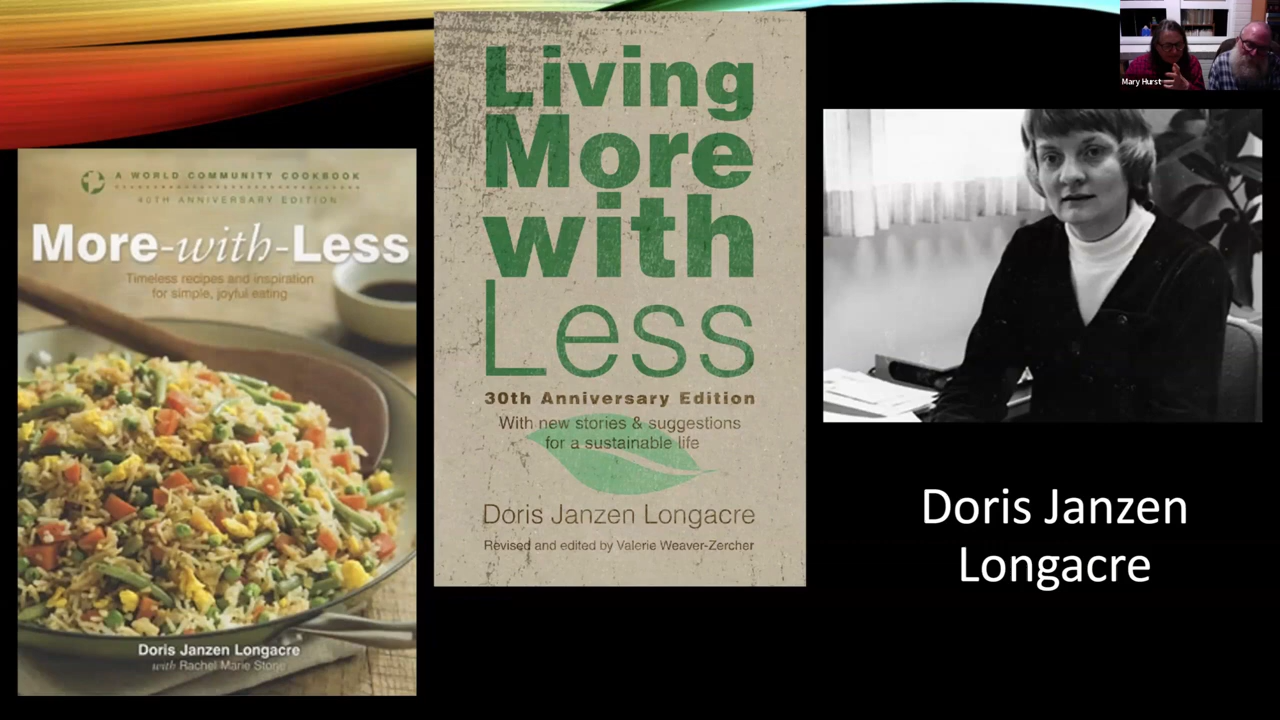 A WORLD COMMUNITY COOKBOOK
40TH ANNIVERSARY EDITION
More-with-Less
Timeless recipes and inspiration
for simple, joyful eating
Doris Janzen Longacre
with Rachel Marie Stone
Living
More
with
Less
30th Anniversary Edition
With new stories & suggestions
for a sustainable life
Doris Janzen Longacre
Revised and edited by Valerie Weaver-Zercher
Mary Hurst
Doris Janzen
Longacre